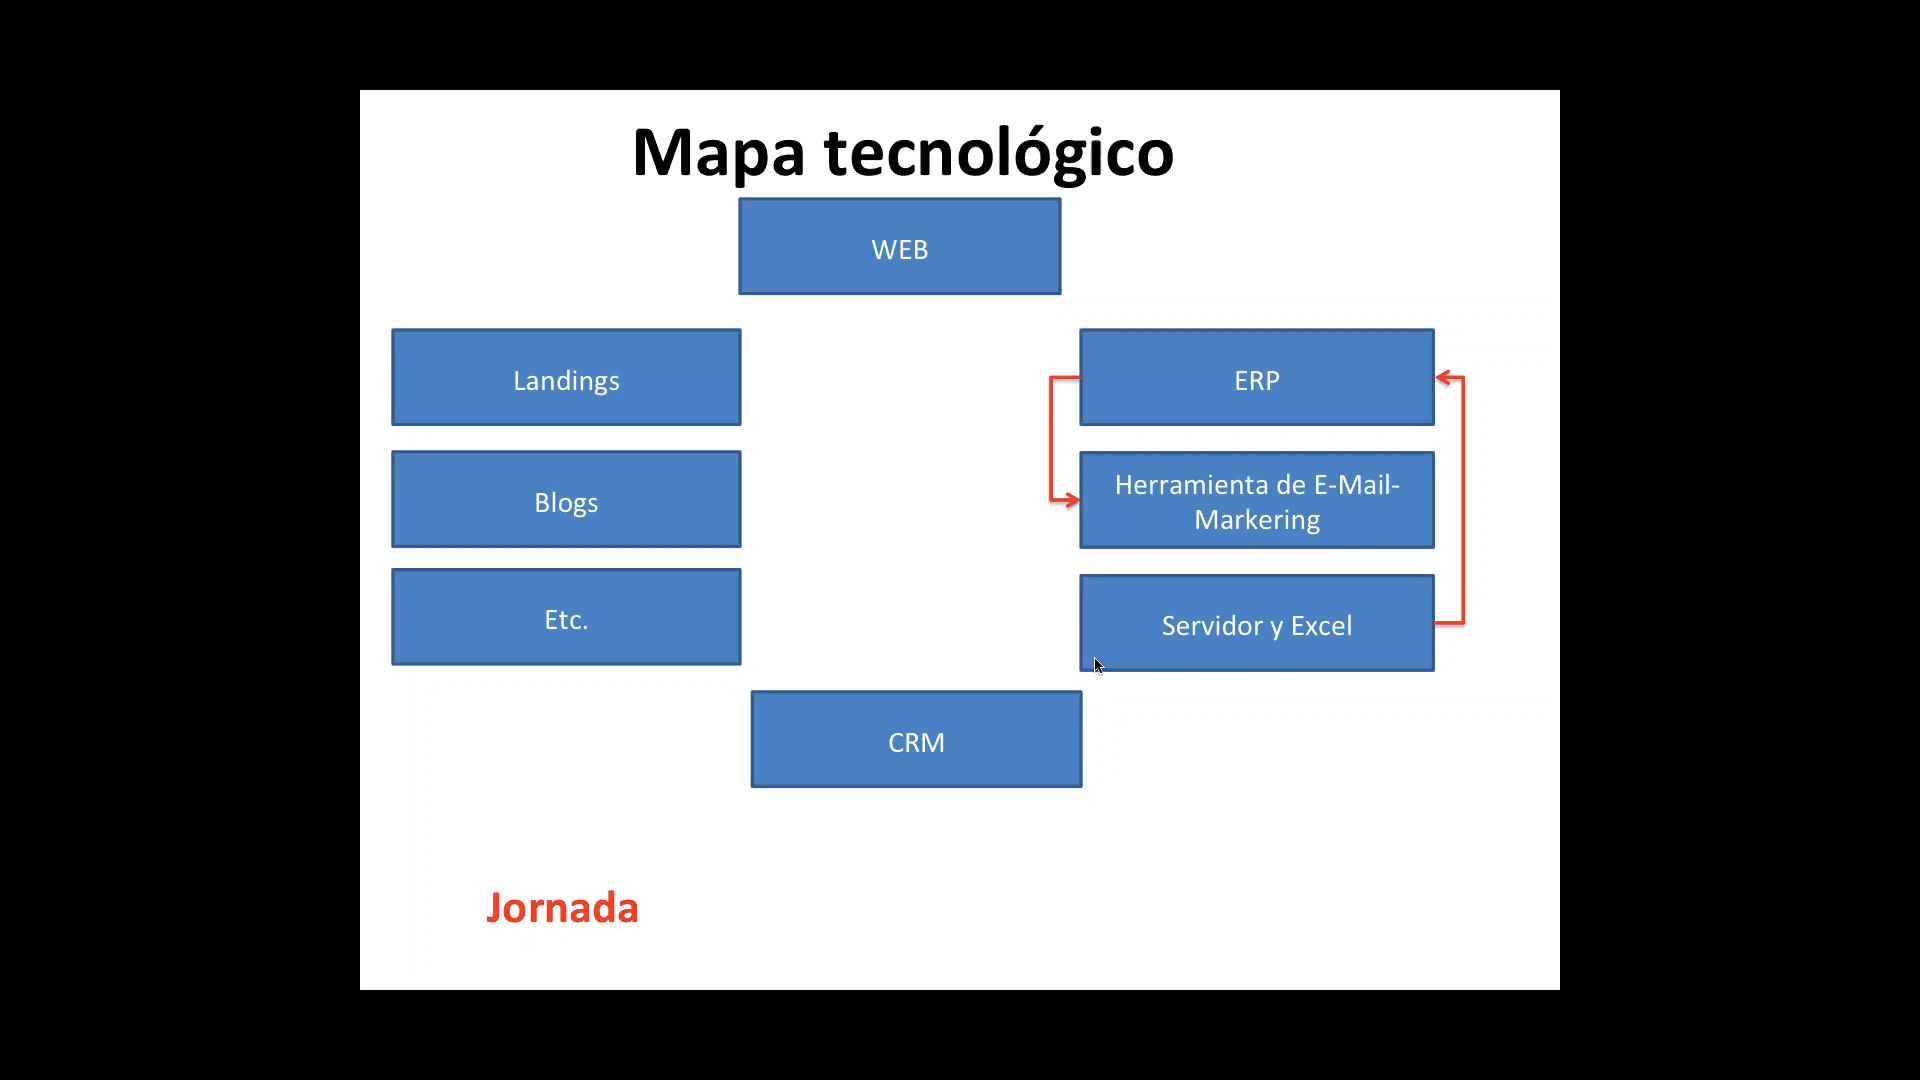 Mapa tecnológico
WEB
Landings
ERP
Blogs
Herramienta de E-Mail-
Markering
Etc.
Servidor y Excel
CRM
Jornada